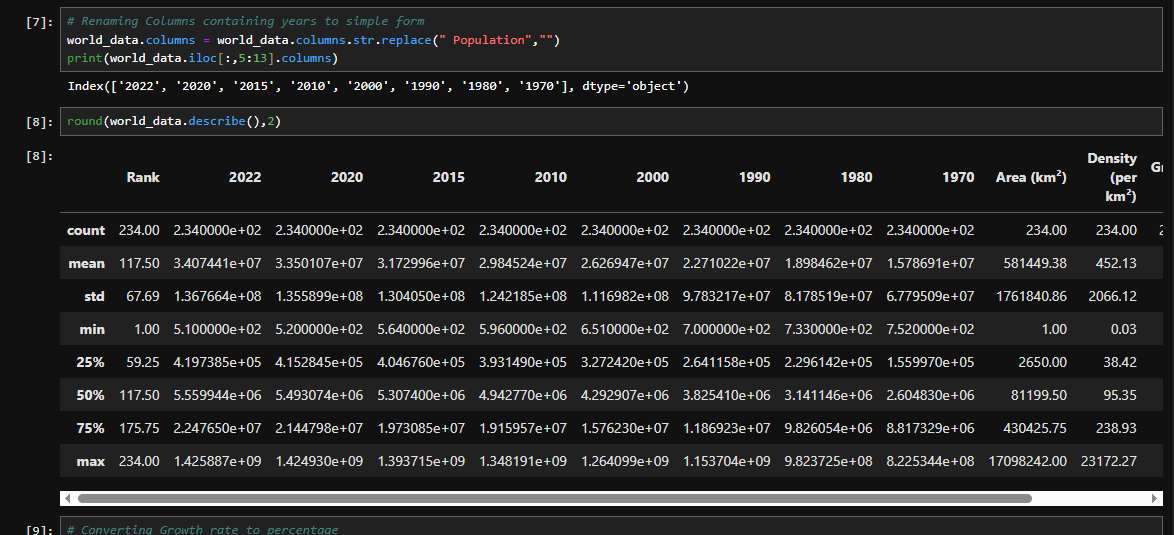 [7]: # Renaming Columns containing years to simple form
world_data.columns = world_data.columns.str.replace(" Population","")
print(world_data.iloc[:,5:13].columns)
Index(['2022', '2020', '2015', '2010', '2000', '1990', '1980', '1970'], dtype='object')
[8]: round(world_data.describe(),2)
[8]:
Rank 2022 2020 2015 2010 2000 1990 1980 1970 Area (km²) Density (per km²)
count 234.00 2.340000e+02 2.340000e+02 2.340000e+02 2.340000e+02 2.340000e+02 2.340000e+02 2.340000e+02 2.340000e+02 234.00 234.00
mean 117.50 3.407441e+07 3.350107e+07 3.172996e+07 2.984524e+07 2.626947e+07 2.271022e+07 1.898462e+07 1.578691e+07 581449.38 452.13
std 67.69 1.367664e+08 1.355899e+08 1.304050e+08 1.242185e+08 1.116982e+08 9.783217e+07 8.178519e+07 6.779509e+07 1761840.86 2066.12
min 1.00 5.100000e+02 5.200000e+02 5.640000e+02 5.960000e+02 6.510000e+02 7.000000e+02 7.330000e+02 7.520000e+02 1.00 0.03
25% 59.25 4.197385e+05 4.152845e+05 4.046760e+05 3.931490e+05 3.272420e+05 2.641158e+05 2.296142e+05 1.559970e+05 2650.00 38.42
50% 117.50 5.559944e+06 5.493074e+06 5.307400e+06 4.942770e+06 4.292907e+06 3.825410e+06 3.141146e+06 2.604830e+06 81199.50 95.35
75% 175.75 2.247650e+07 2.144798e+07 1.973085e+07 1.915957e+07 1.576230e+07 1.186923e+07 9.826054e+06 8.817329e+06 430425.75 238.93
max 234.00 1.425887e+09 1.424930e+09 1.393715e+09 1.348191e+09 1.264099e+09 1.153704e+09 9.823725e+08 8.225344e+08 17098242.00 23172.27
[9]: # Converting Growth rate to percentage